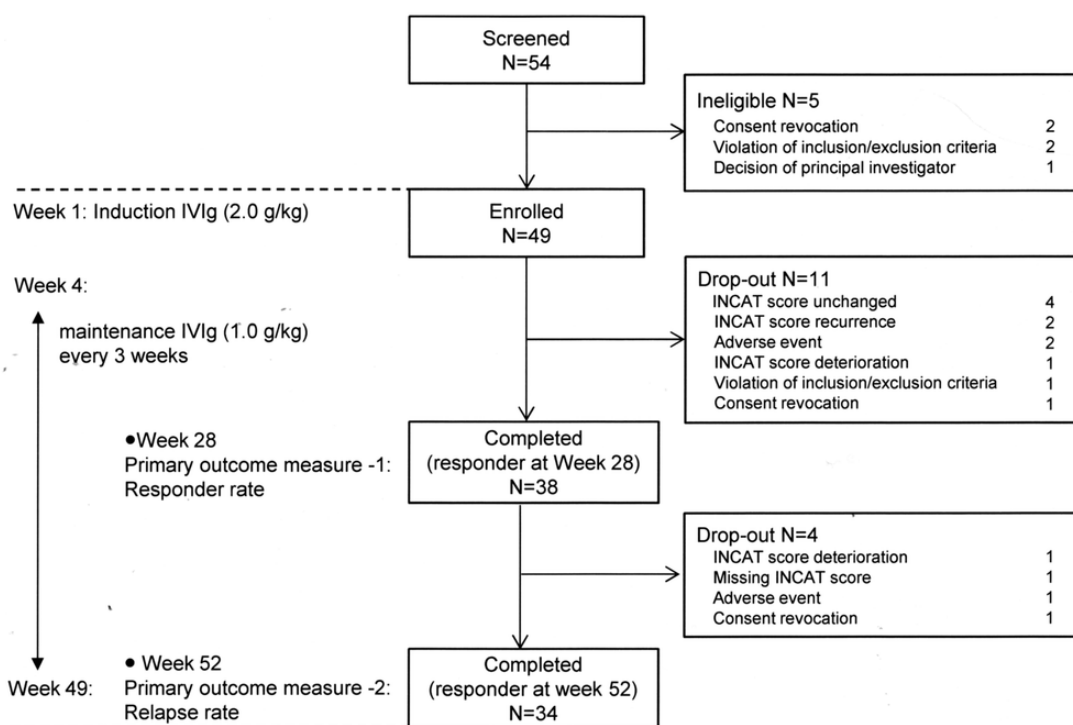 Screened
N=54
Ineligible N=5
Consent revocation 2
Violation of inclusion/exclusion criteria 2
Decision of principal investigator 1
Week 1: Induction IVIg (2.0 g/kg)
Enrolled
N=49
Week 4:
maintenance IVIg (1.0 g/kg)
every 3 weeks
Drop-out N=11
INCAT score unchanged 4
INCAT score recurrence 2
Adverse event 2
INCAT score deterioration 1
Violation of inclusion/exclusion criteria 1
Consent revocation 1
●Week 28
Primary outcome measure -1:
Responder rate
Completed
(responder at Week 28)
N=38
Drop-out N=4
INCAT score deterioration 1
Missing INCAT score 1
Adverse event 1
Consent revocation 1
Week 49:
● Week 52
Primary outcome measure -2:
Relapse rate
Completed
(responder at week 52)
N=34